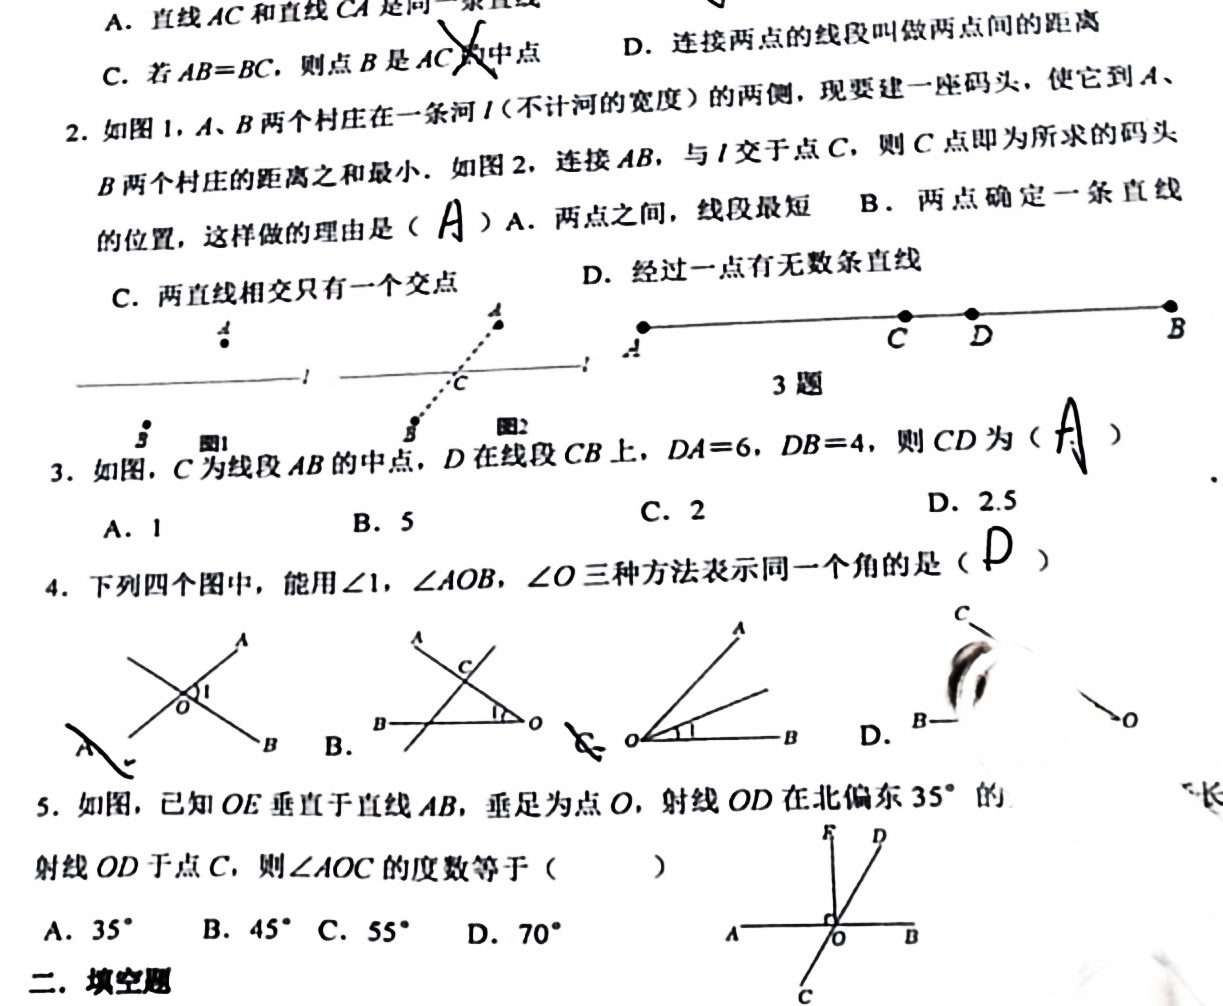 A．直线 AC 和直线 CA 是同一条直线
C．若 AB=BC，则点 B 是 AC 的中点 D．连接两点的线段叫做两点间的距离
2．如图 1，A、B 两个村庄在一条河 l（不计河的宽度）的两侧，现要建一座码头，使它到 A、
B 两个村庄的距离之和最小．如图 2，连接 AB，与 l 交于点 C，则 C 点即为所求的码头
的位置，这样做的理由是（ A ）A．两点之间，线段最短 B．两点确定一条直线
C．两直线相交只有一个交点 D．经过一点有无数条直线
A l B 图1
A l C B 图2
A C D B
3 题
3．如图，C 为线段 AB 的中点，D 在线段 CB 上，DA=6，DB=4，则 CD 为（ A ）
A．1 B．5 C．2 D．2.5
4．下列四个图中，能用∠1，∠AOB，∠O 三种方法表示同一个角的是（ D ）
A O 1 B
A C B 1 O
A O 1 B
C B O
A B． C D．
5．如图，已知 OE 垂直于直线 AB，垂足为点 O，射线 OD 在北偏东 35° 的 长
射线 OD 于点 C，则∠AOC 的度数等于（ ）
A．35° B．45° C．55° D．70°
E D A O B C
二．填空题